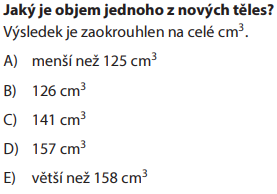 Jaký je objem jednoho z nových těles?
Výsledek je zaokrouhlen na celé cm³.
A) menší než 125 cm³
B) 126 cm³
C) 141 cm³
D) 157 cm³
E) větší než 158 cm³